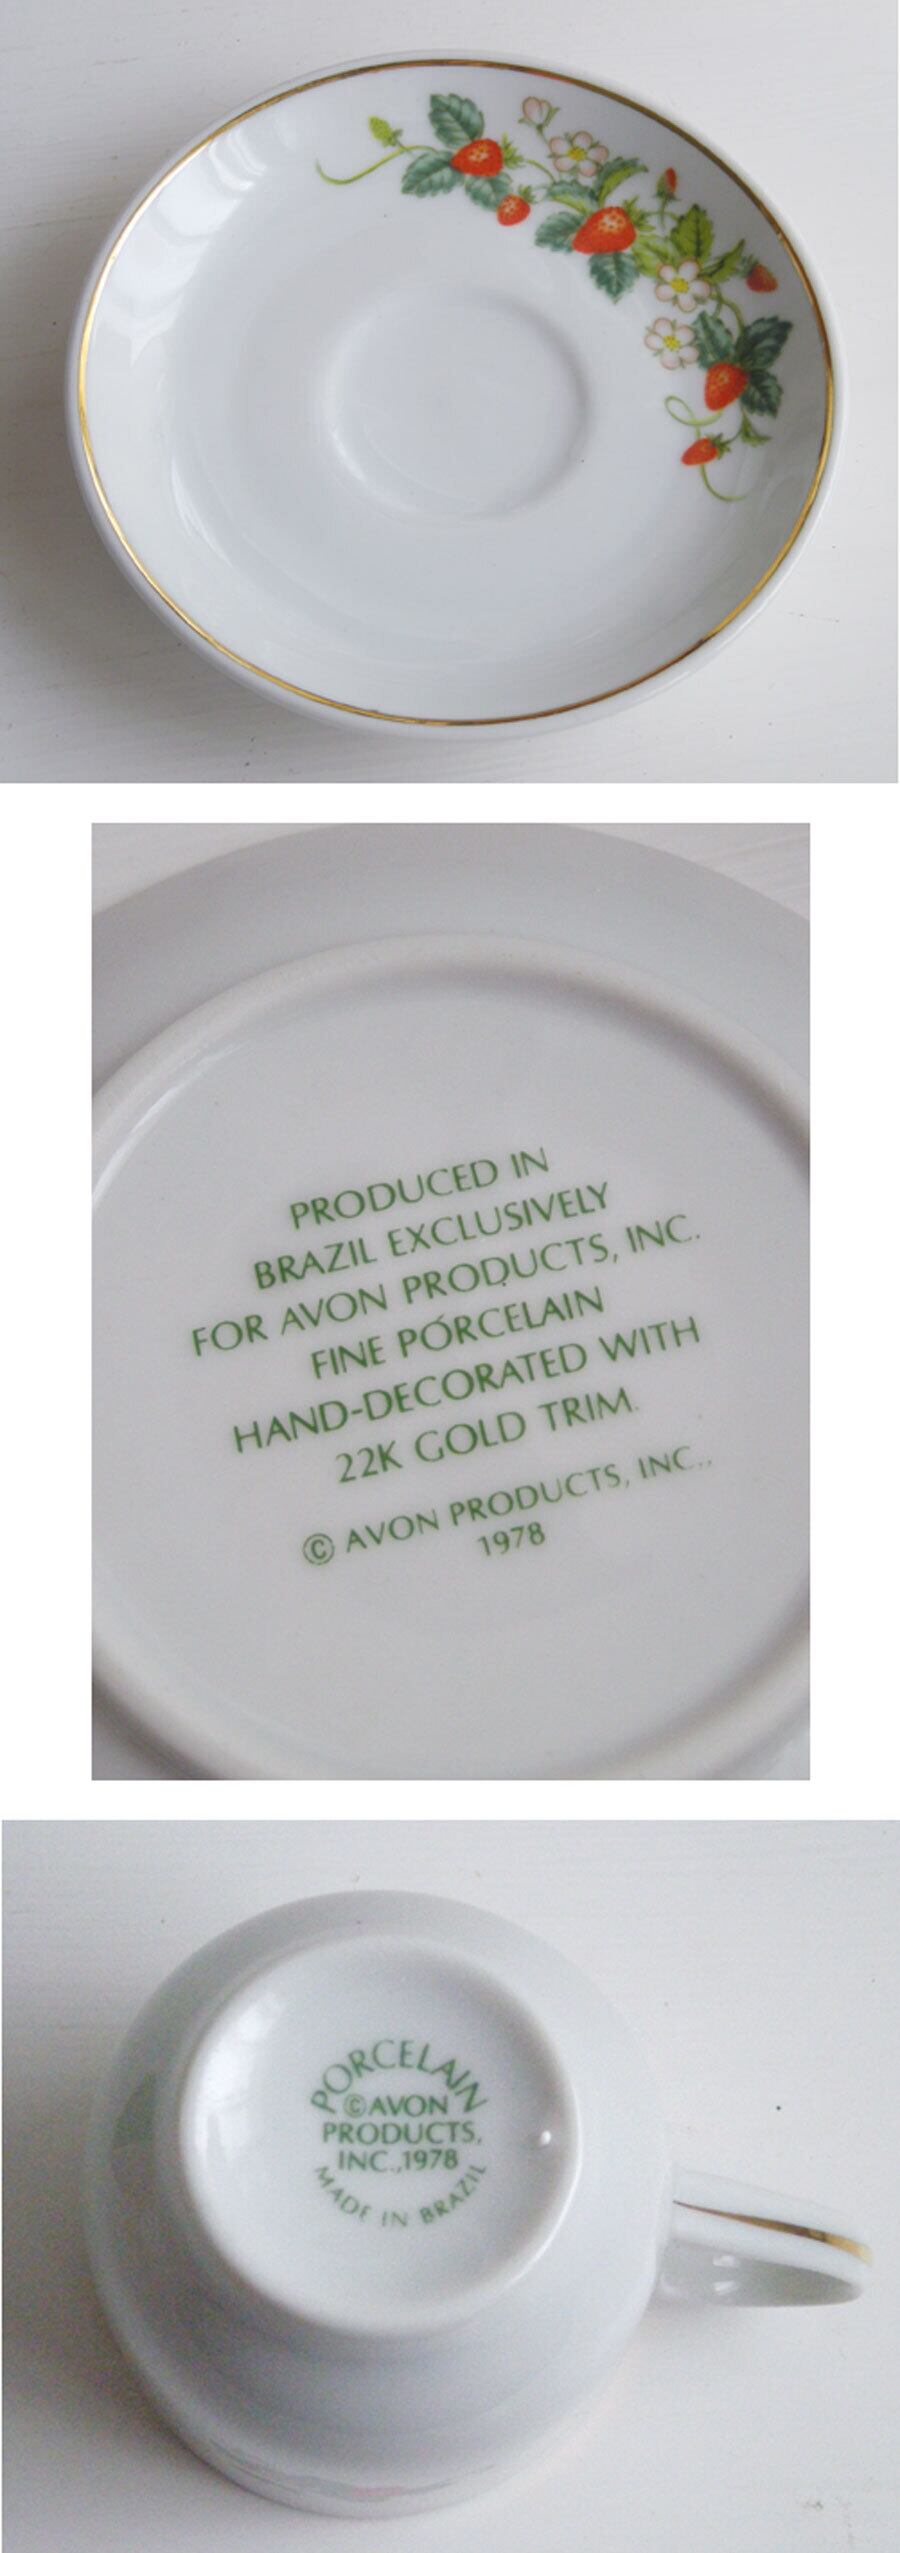 PRODUCED IN
BRAZIL EXCLUSIVELY
FOR AVON PRODUCTS, INC.
FINE PORCELAIN
HAND-DECORATED WITH
22K GOLD TRIM.
© AVON PRODUCTS, INC.,
1978
PORCELAIN
©AVON
PRODUCTS,
INC.,1978
MADE IN BRAZIL